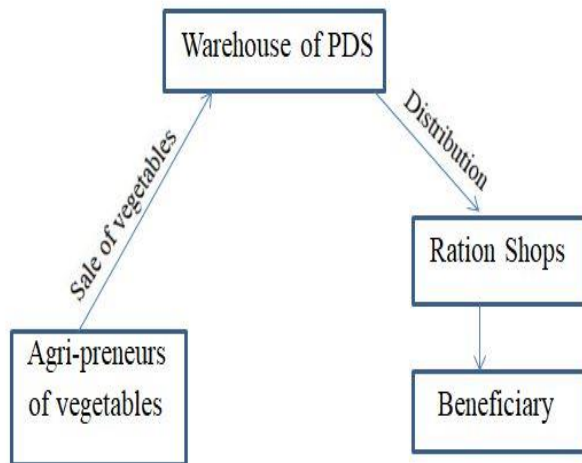 Warehouse of PDS
Sale of vegetables
Distribution
Ration Shops
Agri-preneurs
of vegetables
Beneficiary